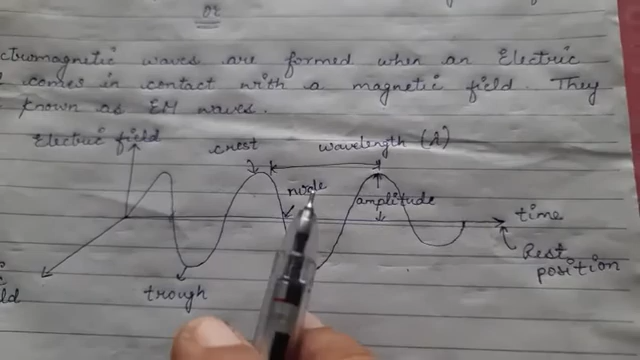 or
ctromagnetic waves are formed when an Electric
comes in contact with a magnetic field. They
known as EM waves.
Electric field
crest
wavelength (λ)
node
amplitude
time
Rest
position
trough
ld